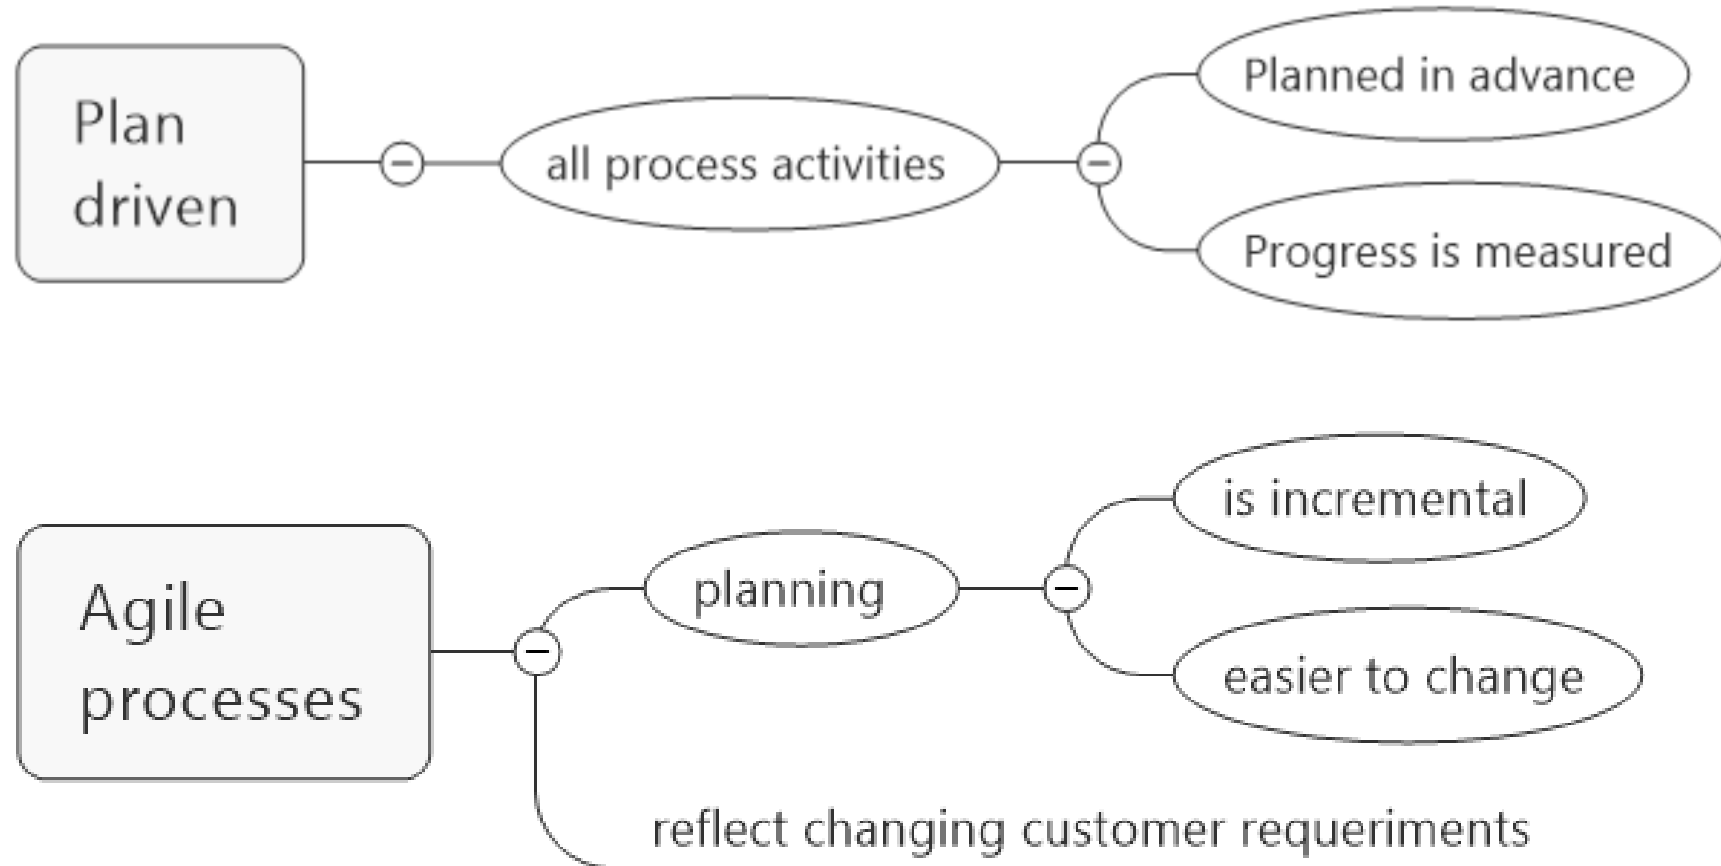 Plan
driven
all process activities
Planned in advance
Progress is measured
Agile
processes
planning
is incremental
easier to change
reflect changing customer requeriments